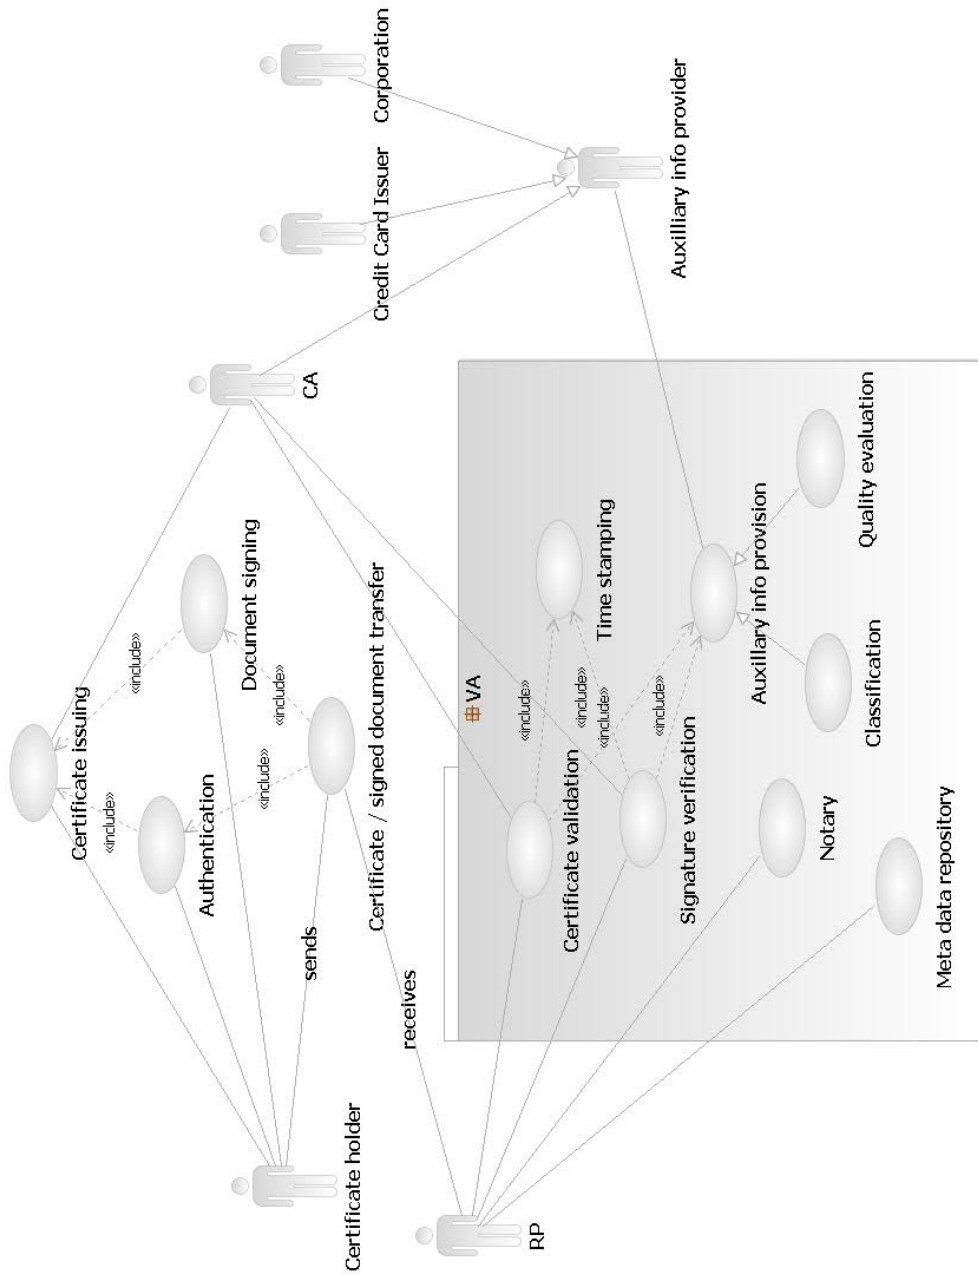 Certificate issuing
«include»
«include»
Authentication
Document signing
«include»
«include»
sends
Certificate / signed document transfer
receives
Certificate holder
RP
CA
Credit Card Issuer
Corporation
Auxilliary info provider
VA
«include»
Time stamping
«include»
«include»
Certificate validation
«include»
Signature verification
Auxillary info provision
Notary
Classification
Quality evaluation
Meta data repository